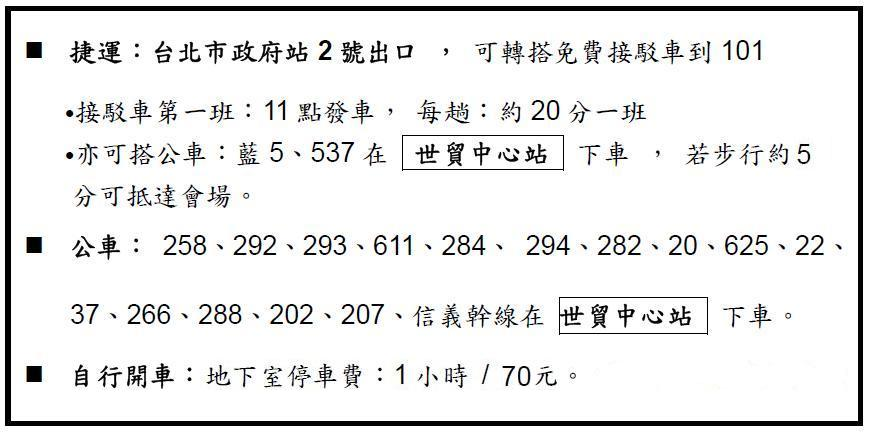 ■ 捷運：台北市政府站 2 號出口 ， 可轉搭免費接駁車到 101
•接駁車第一班：11 點發車， 每趟：約 20 分一班
•亦可搭公車：藍 5、537 在 世貿中心站 下車 ， 若步行約 5
分可抵達會場。
■ 公車： 258、292、293、611、284、 294、282、20、625、22、
37、266、288、202、207、信義幹線在 世貿中心站 下車。
■ 自行開車：地下室停車費：1 小時 / 70元。